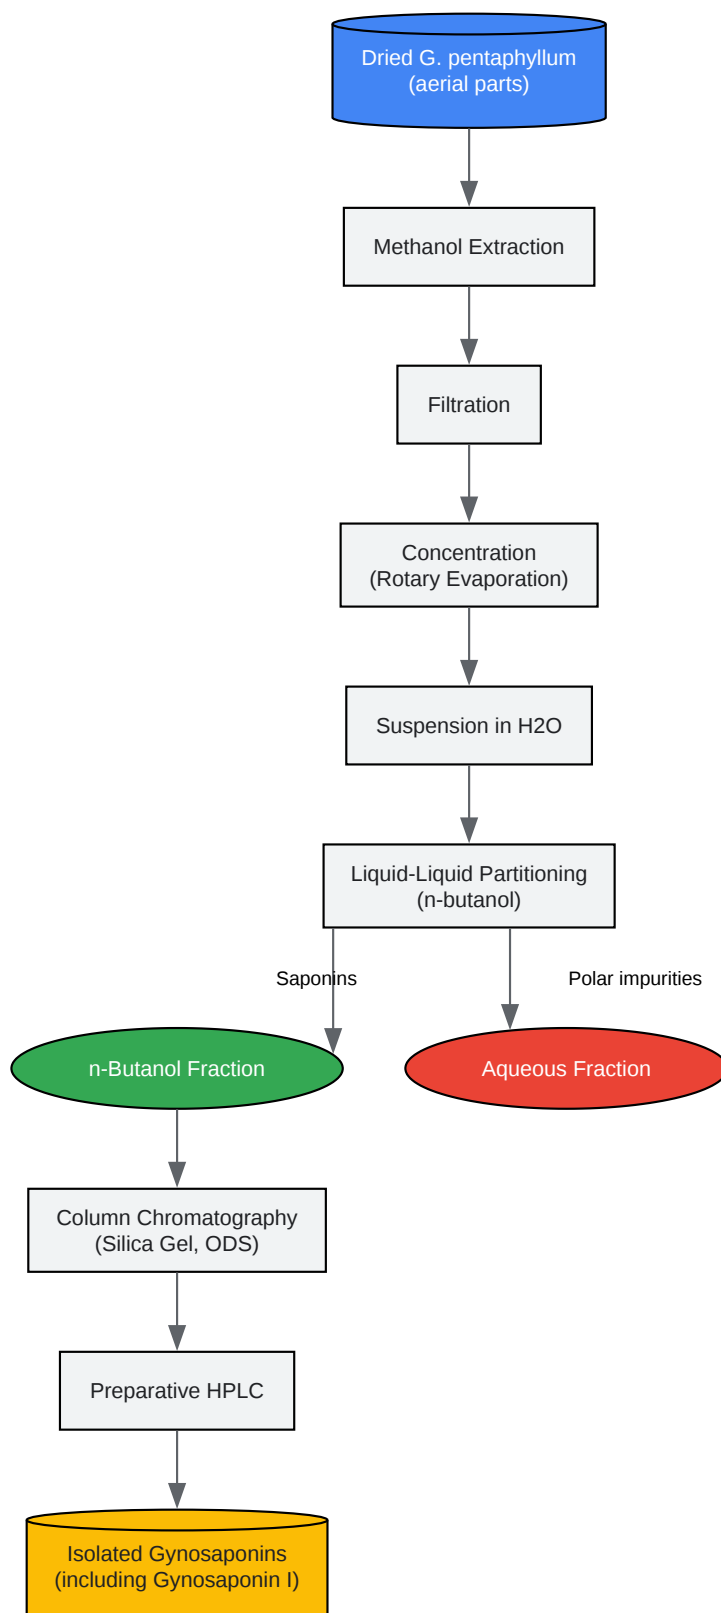 Dried G. pentaphyllum
(aerial parts)
Methanol Extraction
Filtration
Concentration
(Rotary Evaporation)
Suspension in H2O
Liquid-Liquid Partitioning
(n-butanol)
Saponins
Polar impurities
n-Butanol Fraction
Aqueous Fraction
Column Chromatography
(Silica Gel, ODS)
Preparative HPLC
Isolated Gynosaponins
(including Gynosaponin I)